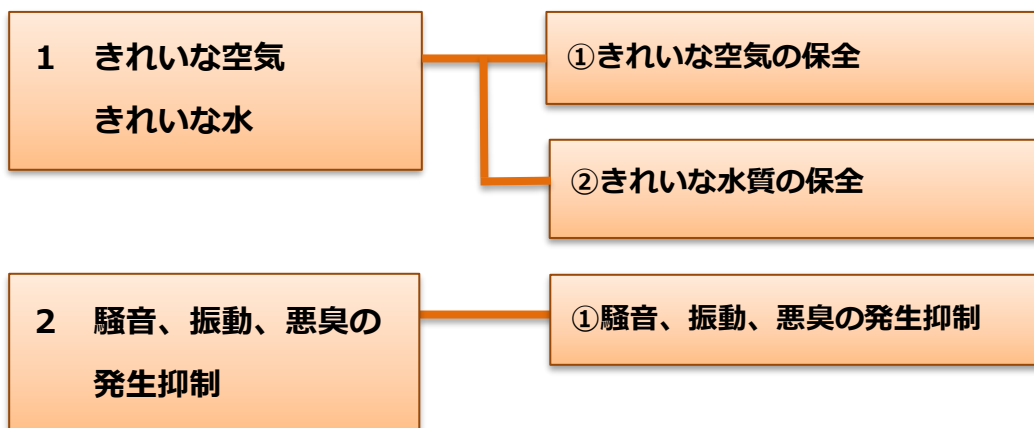 1 きれいな空気
きれいな水
①きれいな空気の保全
②きれいな水質の保全
2 騒音、振動、悪臭の
発生抑制
①騒音、振動、悪臭の発生抑制